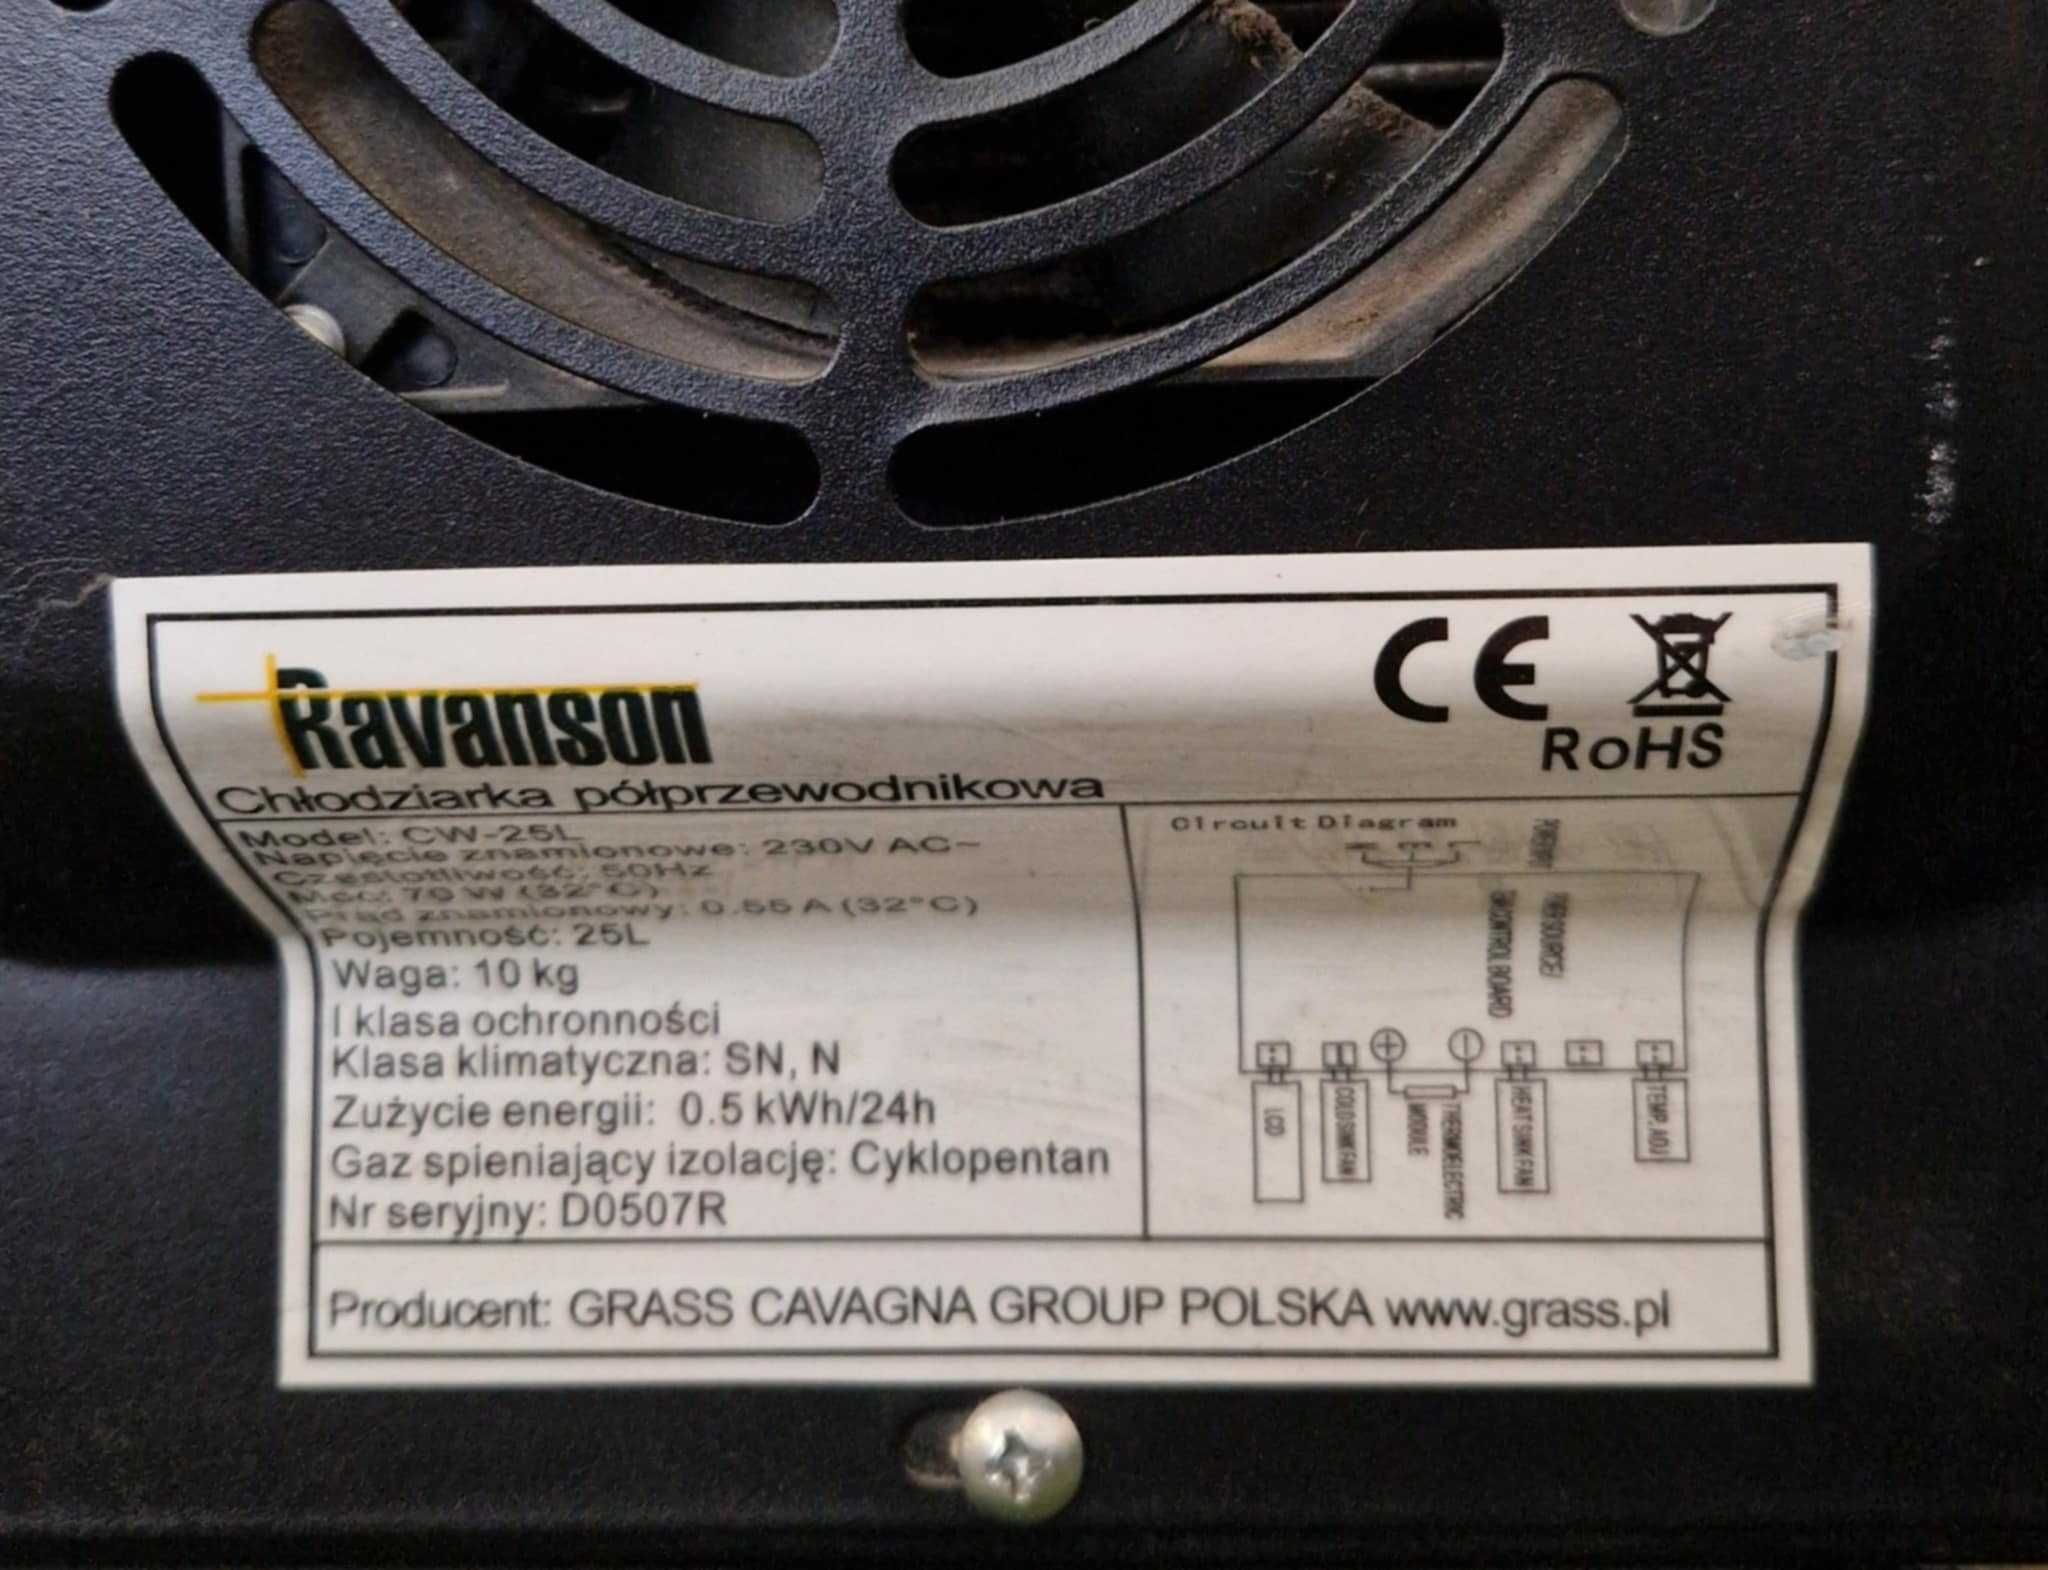 Ravanson
CE
RoHS
Chłodziarka półprzewodnikowa
Model: CW-25L
Napięcie znamionowe: 230V AC~
Częstotliwość: 50Hz
Moc: 70 W (32°C)
Prąd znamionowy: 0.55 A (32°C)
Pojemność: 25L
Waga: 10 kg
I klasa ochronności
Klasa klimatyczna: SN, N
Zużycie energii: 0.5 kWh/24h
Gaz spieniający izolację: Cyklopentan
Nr seryjny: D0507R
Circuit Diagram
CONTROL BOARD
LCD
COLD SINK FAN
THERMOELECTRIC
MODULE
HEAT SINK FAN
TEMP. ADJ
Producent: GRASS CAVAGNA GROUP POLSKA www.grass.pl